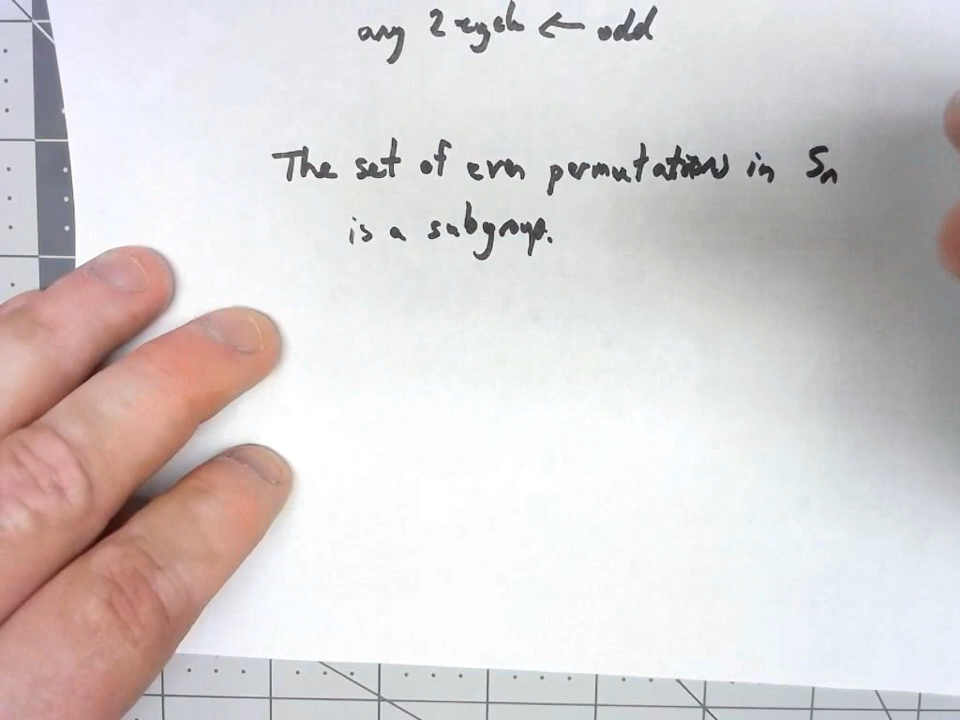 any 2 cycle ← odd
The set of even permutations in Sn
is a subgroup.